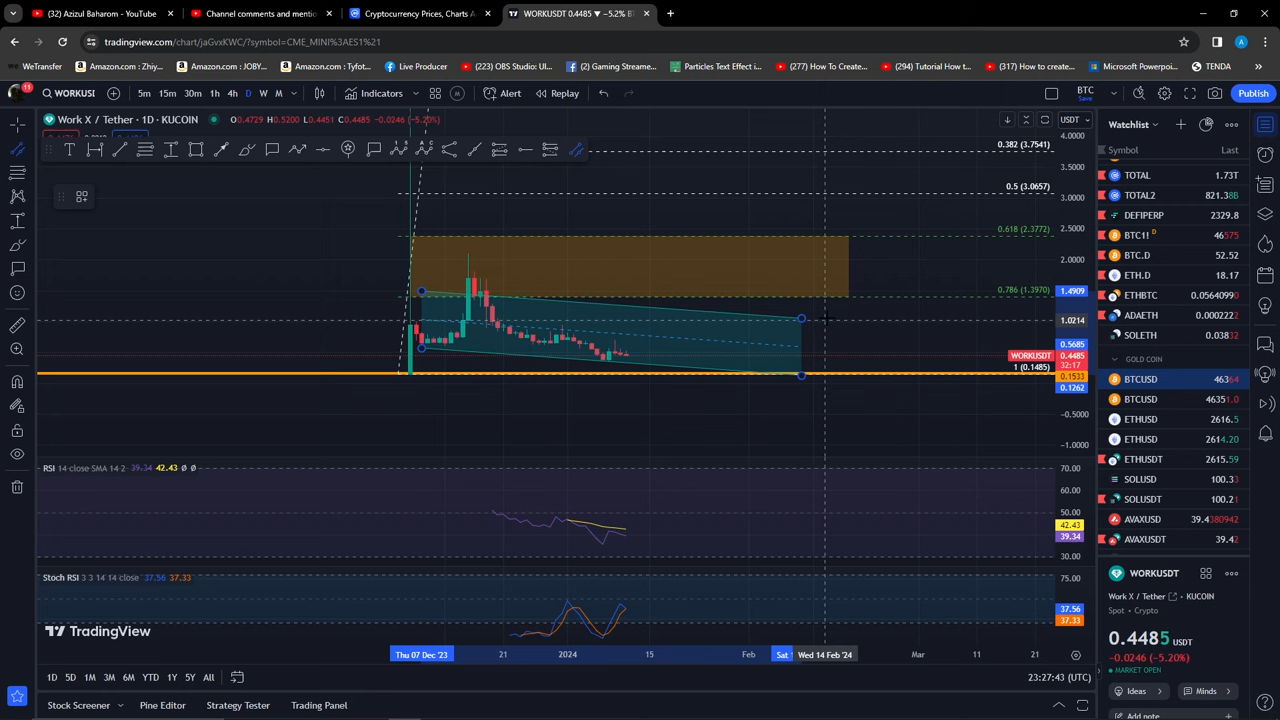 (32) Azizul Baharom - YouTube
Channel comments and mentio
Cryptocurrency Prices, Charts A
WORKUSDT 0.4485 ▼ −5.2% BT
tradingview.com/chart/jaGvxKWC/?symbol=CME_MINI%3AES1%21
A
WeTransfer
Amazon.com : Zhiy...
Amazon.com : JOBY...
Amazon.com : Tyfot...
Live Producer
(223) OBS Studio: Ul...
(2) Gaming Streame...
Particles Text Effect i...
(277) How To Create...
(294) Tutorial How t...
(317) How to create...
Microsoft Powerpoi...
TENDA
»
11
WORKUSI
5m 15m 30m 1h 4h D W M
Indicators
Alert
Replay
BTC
Save
Publish
Work X / Tether · 1D · KUCOIN
O0.4729 H0.5200 L0.4451 C0.4485 −0.0246 (−5.20%)
USDT
4.0000
0.382 (3.7541)
3.5000
0.5 (3.0657)
3.0000
2.5000
0.618 (2.3772)
2.0000
0.786 (1.3970)
1.4909
1.0214
0.5685
WORKUSDT 0.4485
32:17
1 (0.1485)
0.1533
0.1262
−0.5000
−1.0000
RSI 14 close SMA 14 2 39.34 42.43 Ø Ø
70.00
60.00
50.00
42.43
39.34
30.00
Stoch RSI 3 3 14 14 close 37.56 37.33
75.00
37.56
37.33
TradingView
Thu 07 Dec '23
21
2024
15
Feb
Sat 1
Wed 14 Feb '24
Mar
11
21
1D 5D 1M 3M 6M YTD 1Y 5Y All
23:27:43 (UTC)
Stock Screener
Pine Editor
Strategy Tester
Trading Panel
Watchlist
Symbol Last
TOTAL 1.73T
TOTAL2 821.38B
DEFIPERP 2329.8
BTC1! D 46575
BTC.D 52.52
ETH.D 18.17
ETHBTC 0.0564099
ADAETH 0.000222
SOLETH 0.03832
GOLD COIN
BTCUSD 46364
BTCUSD 46351.0
ETHUSD 2616.5
ETHUSD 2614.20
ETHUSDT 2615.59
SOLUSD 100.33
SOLUSDT 100.21
AVAXUSD 39.4380942
AVAXUSDT 39.42
WORKUSDT
Work X / Tether · KUCOIN
Spot · Crypto
0.4485 USDT
−0.0246 (−5.20%)
MARKET OPEN
Ideas
Minds
Add note